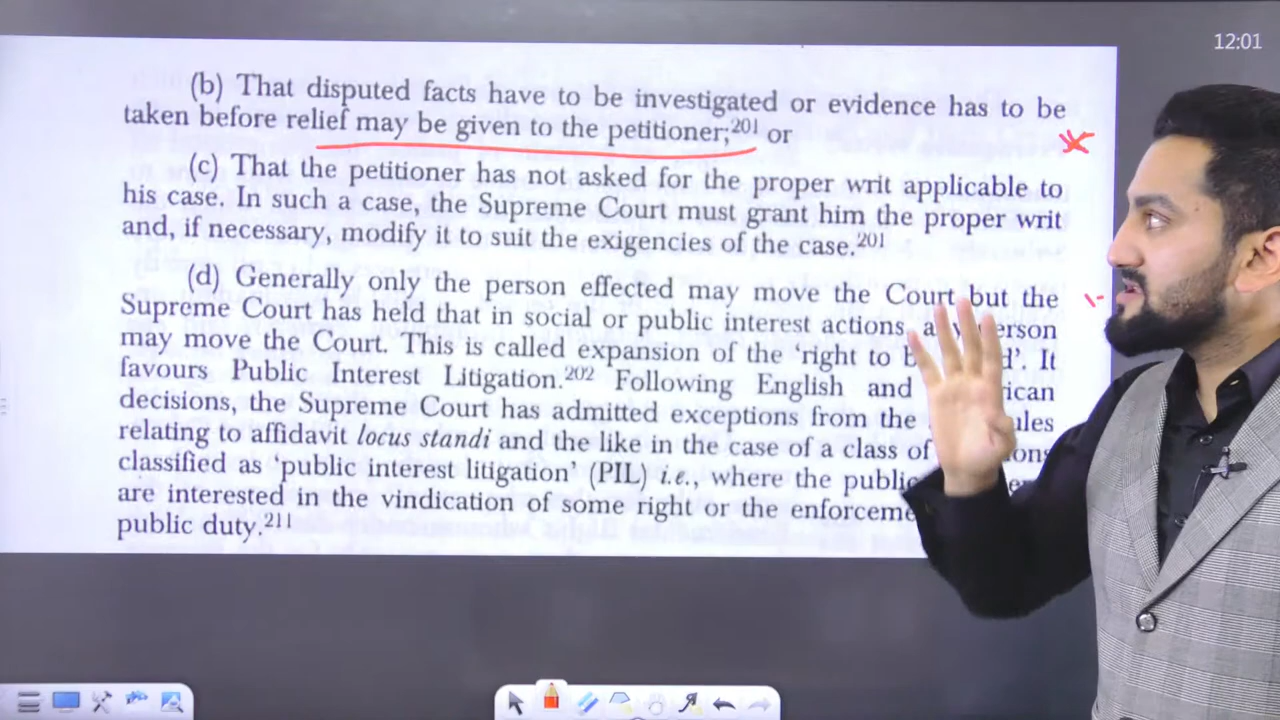 12:01
(b) That disputed facts have to be investigated or evidence has to be
taken before relief may be given to the petitioner;201 or
(c) That the petitioner has not asked for the proper writ applicable to
his case. In such a case, the Supreme Court must grant him the proper writ
and, if necessary, modify it to suit the exigencies of the case.201
(d) Generally only the person effected may move the Court but the
Supreme Court has held that in social or public interest actions, a erson
may move the Court. This is called expansion of the 'right to b d'. It
favours Public Interest Litigation.202 Following English and rican
decisions, the Supreme Court has admitted exceptions from the ules
relating to affidavit locus standi and the like in the case of a class of ons
classified as 'public interest litigation' (PIL) i.e., where the public
are interested in the vindication of some right or the enforceme
public duty.211